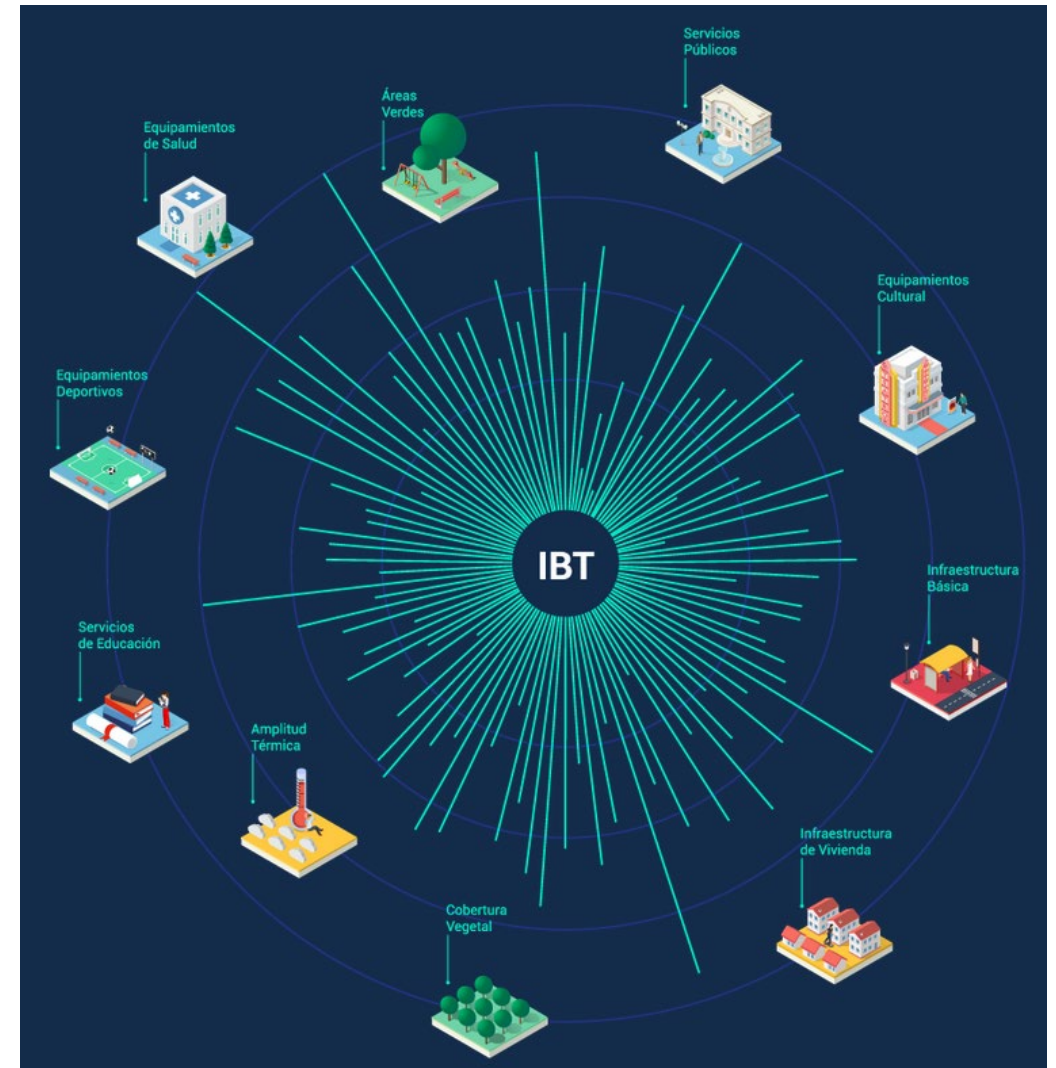 Servicios
Públicos
Áreas
Verdes
Equipamientos
de Salud
Equipamientos
Cultural
Equipamientos
Deportivos
IBT
Infraestructura
Básica
Servicios
de Educación
Amplitud
Térmica
Infraestructura
de Vivienda
Cobertura
Vegetal